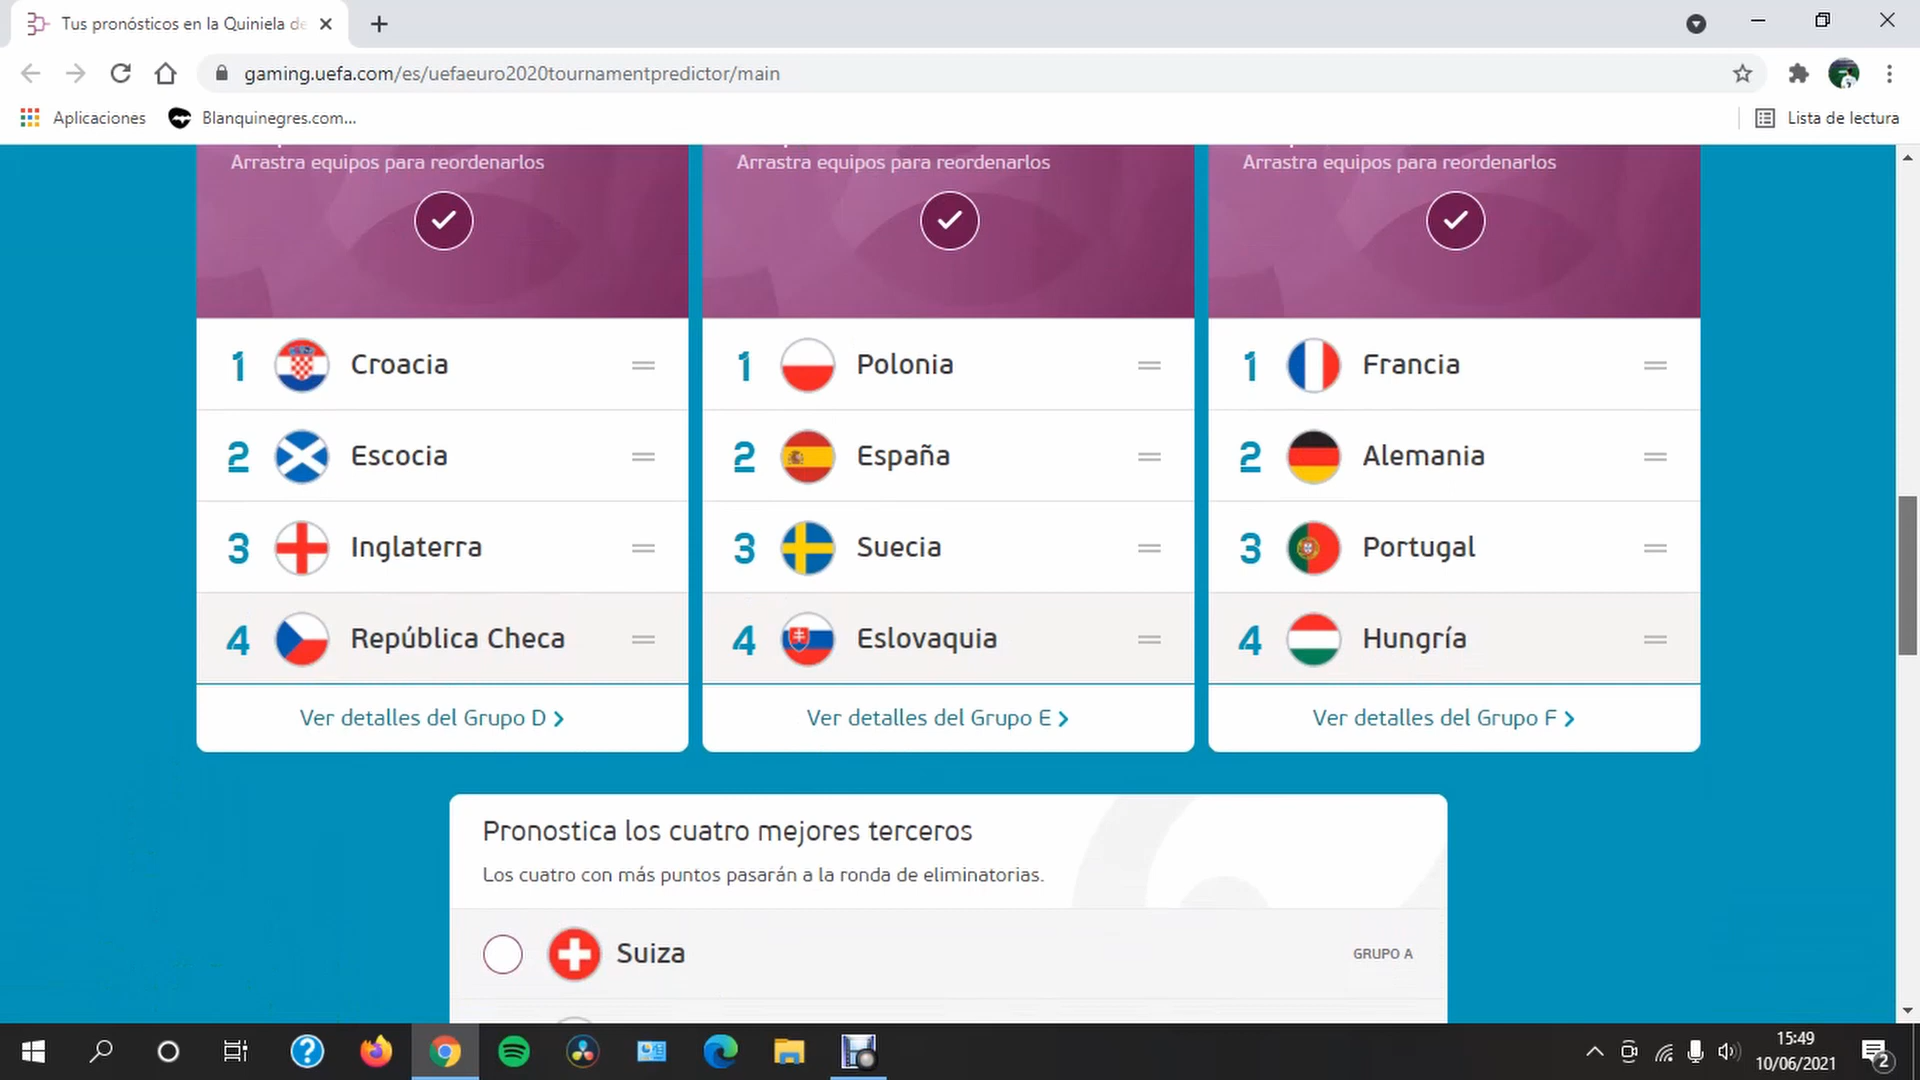 Tus pronósticos en la Quiniela de
gaming.uefa.com/es/uefaeuro2020tournamentpredictor/main
Aplicaciones
Blanquinegres.com...
Lista de lectura
Arrastra equipos para reordenarlos
Arrastra equipos para reordenarlos
Arrastra equipos para reordenarlos
1 Croacia
2 Escocia
3 Inglaterra
4 República Checa
Ver detalles del Grupo D
1 Polonia
2 España
3 Suecia
4 Eslovaquia
Ver detalles del Grupo E
1 Francia
2 Alemania
3 Portugal
4 Hungría
Ver detalles del Grupo F
Pronostica los cuatro mejores terceros
Los cuatro con más puntos pasarán a la ronda de eliminatorias.
Suiza
GRUPO A
15:49
10/06/2021
2